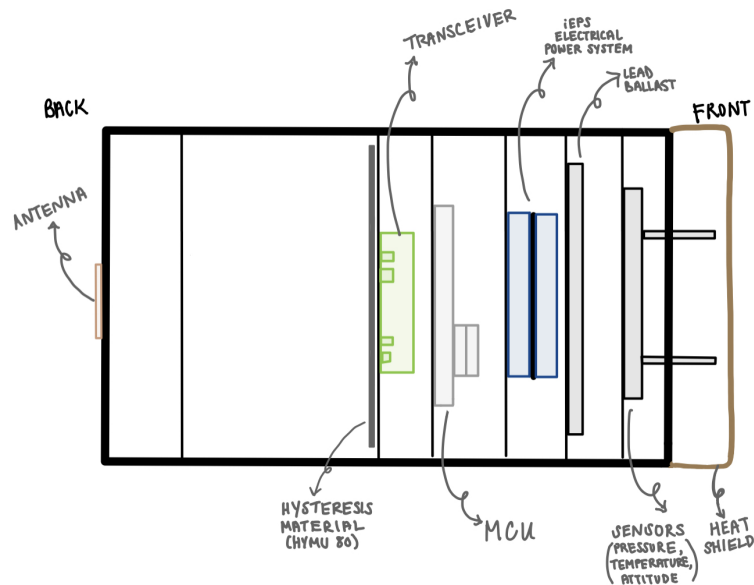 TRANSCEIVER
iEPS
ELECTRICAL
POWER SYSTEM
LEAD
BALLAST
BACK
FRONT
ANTENNA
HYSTERESIS
MATERIAL
(HYMU 80)
MCU
SENSORS
(PRESSURE,
TEMPERATURE,
ATTITUDE)
HEAT
SHIELD